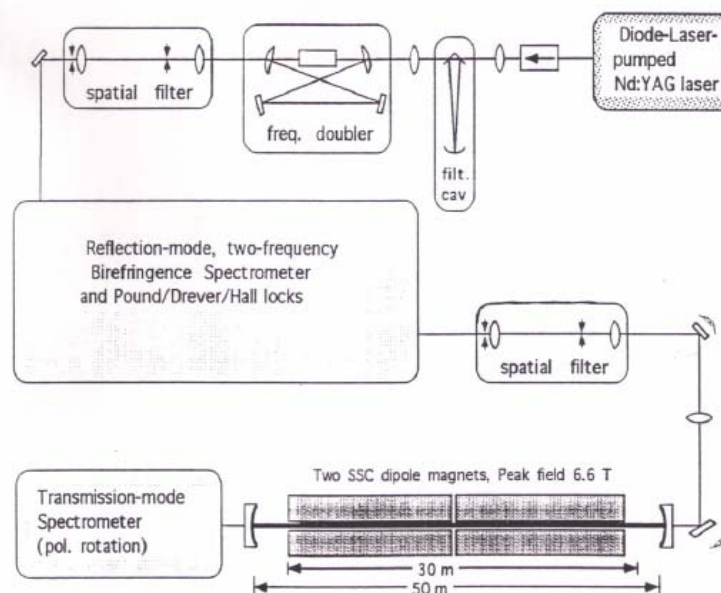 Diode-Laser-
pumped
Nd:YAG laser
spatial filter
freq. doubler
filt.
cav
Reflection-mode, two-frequency
Birefringence Spectrometer
and Pound/Drever/Hall locks
spatial filter
Two SSC dipole magnets, Peak field 6.6 T
Transmission-mode
Spectrometer
(pol. rotation)
30 m
50 m